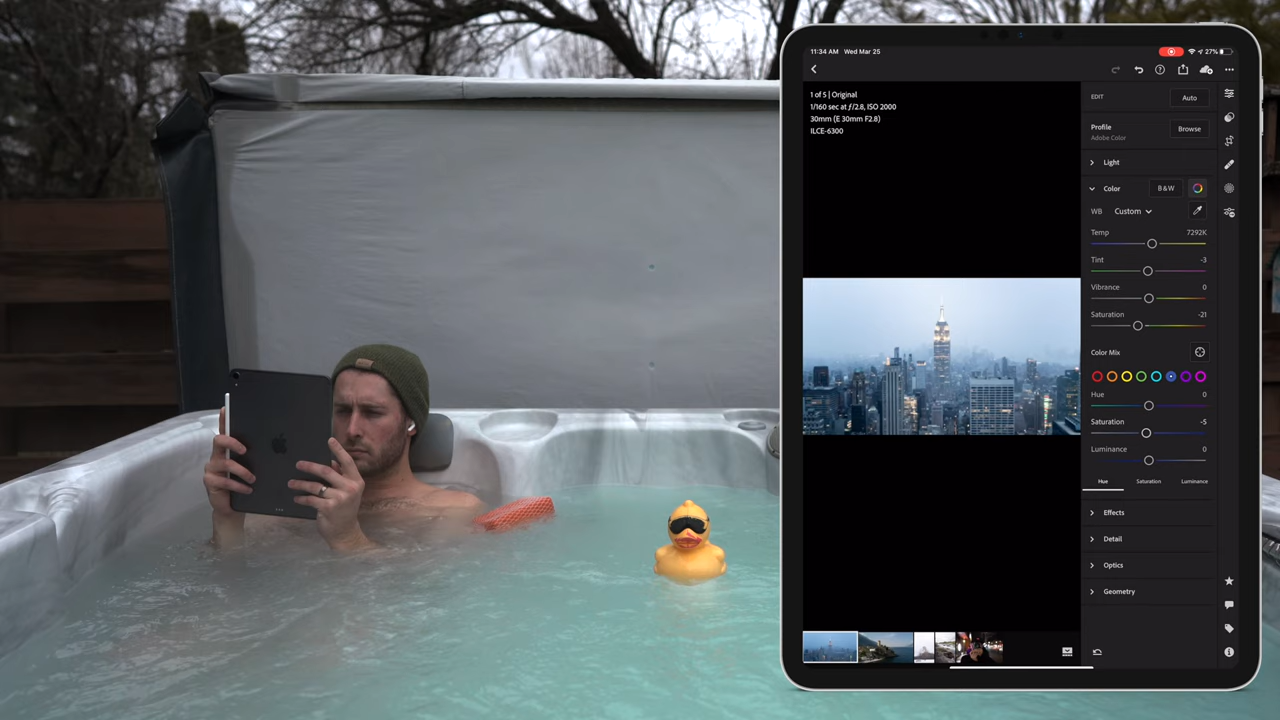 11:34 AM Wed Mar 25
27%
1 of 5 | Original
1/160 sec at ƒ/2.8, ISO 2000
30mm (E 30mm F2.8)
ILCE-6300
EDIT
Auto
Profile
Adobe Color
Browse
Light
Color
B&W
WB Custom
Temp 7292K
Tint -3
Vibrance 0
Saturation -21
Color Mix
Hue 0
Saturation -5
Luminance 0
Hue Saturation Luminance
Effects
Detail
Optics
Geometry